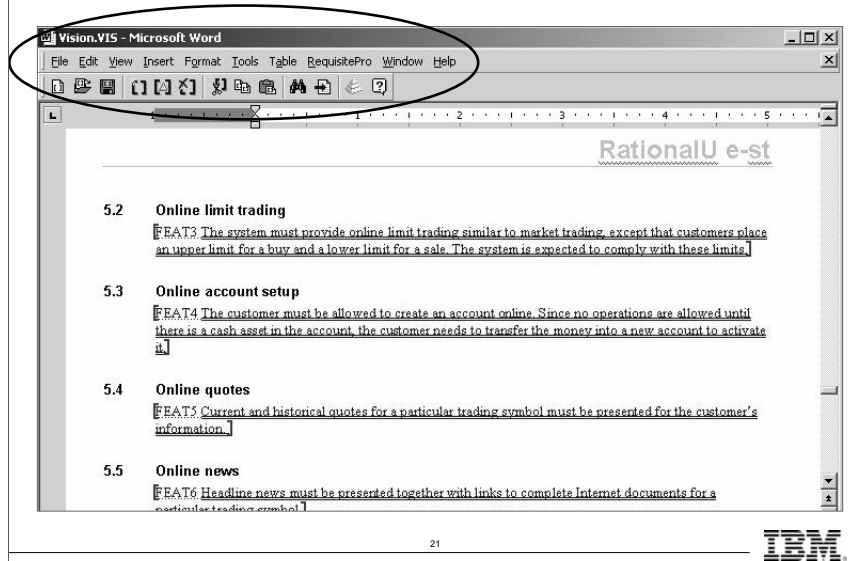 Vision.VIS - Microsoft Word
File Edit View Insert Format Tools Table RequisitePro Window Help
1 1 2 3 4 5
RationalU e-st
5.2 Online limit trading
[FEAT3 The system must provide online limit trading similar to market trading, except that customers place
an upper limit for a buy and a lower limit for a sale. The system is expected to comply with these limits.]
5.3 Online account setup
[FEAT4 The customer must be allowed to create an account online. Since no operations are allowed until
there is a cash asset in the account, the customer needs to transfer the money into a new account to activate
it.]
5.4 Online quotes
[FEAT5 Current and historical quotes for a particular trading symbol must be presented for the customer's
information.]
5.5 Online news
[FEAT6 Headline news must be presented together with links to complete Internet documents for a
particular trading symbol.]
21
IBM